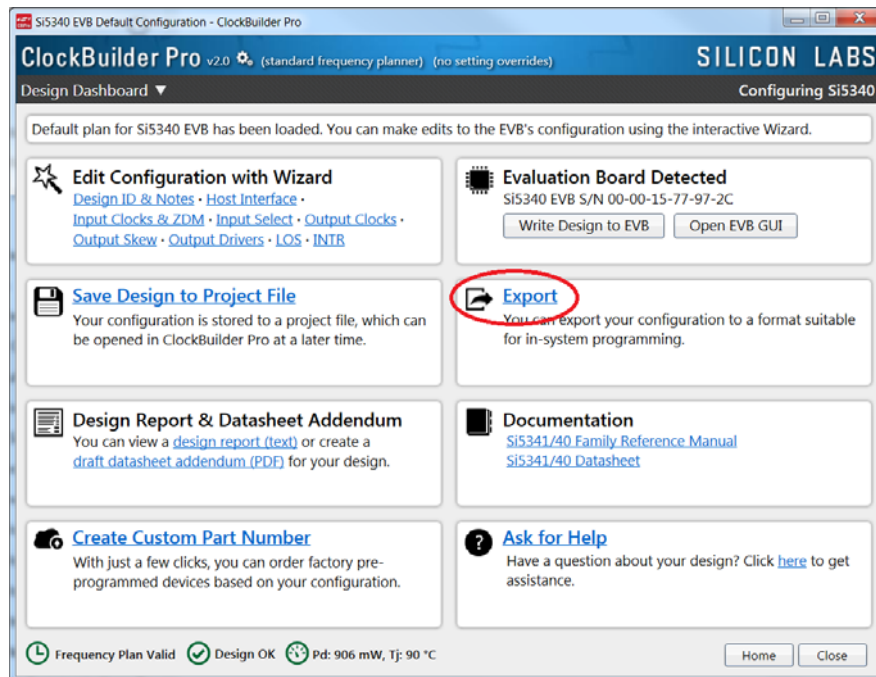 Si5340 EVB Default Configuration - ClockBuilder Pro
ClockBuilder Pro v2.0 (standard frequency planner) (no setting overrides) SILICON LABS
Design Dashboard ▼ Configuring Si5340
Default plan for Si5340 EVB has been loaded. You can make edits to the EVB's configuration using the interactive Wizard.
Edit Configuration with Wizard
Design ID & Notes · Host Interface ·
Input Clocks & ZDM · Input Select · Output Clocks ·
Output Skew · Output Drivers · LOS · INTR
Evaluation Board Detected
Si5340 EVB S/N 00-00-15-77-97-2C
Write Design to EVB Open EVB GUI
Save Design to Project File
Your configuration is stored to a project file, which can
be opened in ClockBuilder Pro at a later time.
Export
You can export your configuration to a format suitable
for in-system programming.
Design Report & Datasheet Addendum
You can view a design report (text) or create a
draft datasheet addendum (PDF) for your design.
Documentation
Si5341/40 Family Reference Manual
Si5341/40 Datasheet
Create Custom Part Number
With just a few clicks, you can order factory pre-
programmed devices based on your configuration.
Ask for Help
Have a question about your design? Click here to get
assistance.
Frequency Plan Valid Design OK Pd: 906 mW, Tj: 90 °C Home Close